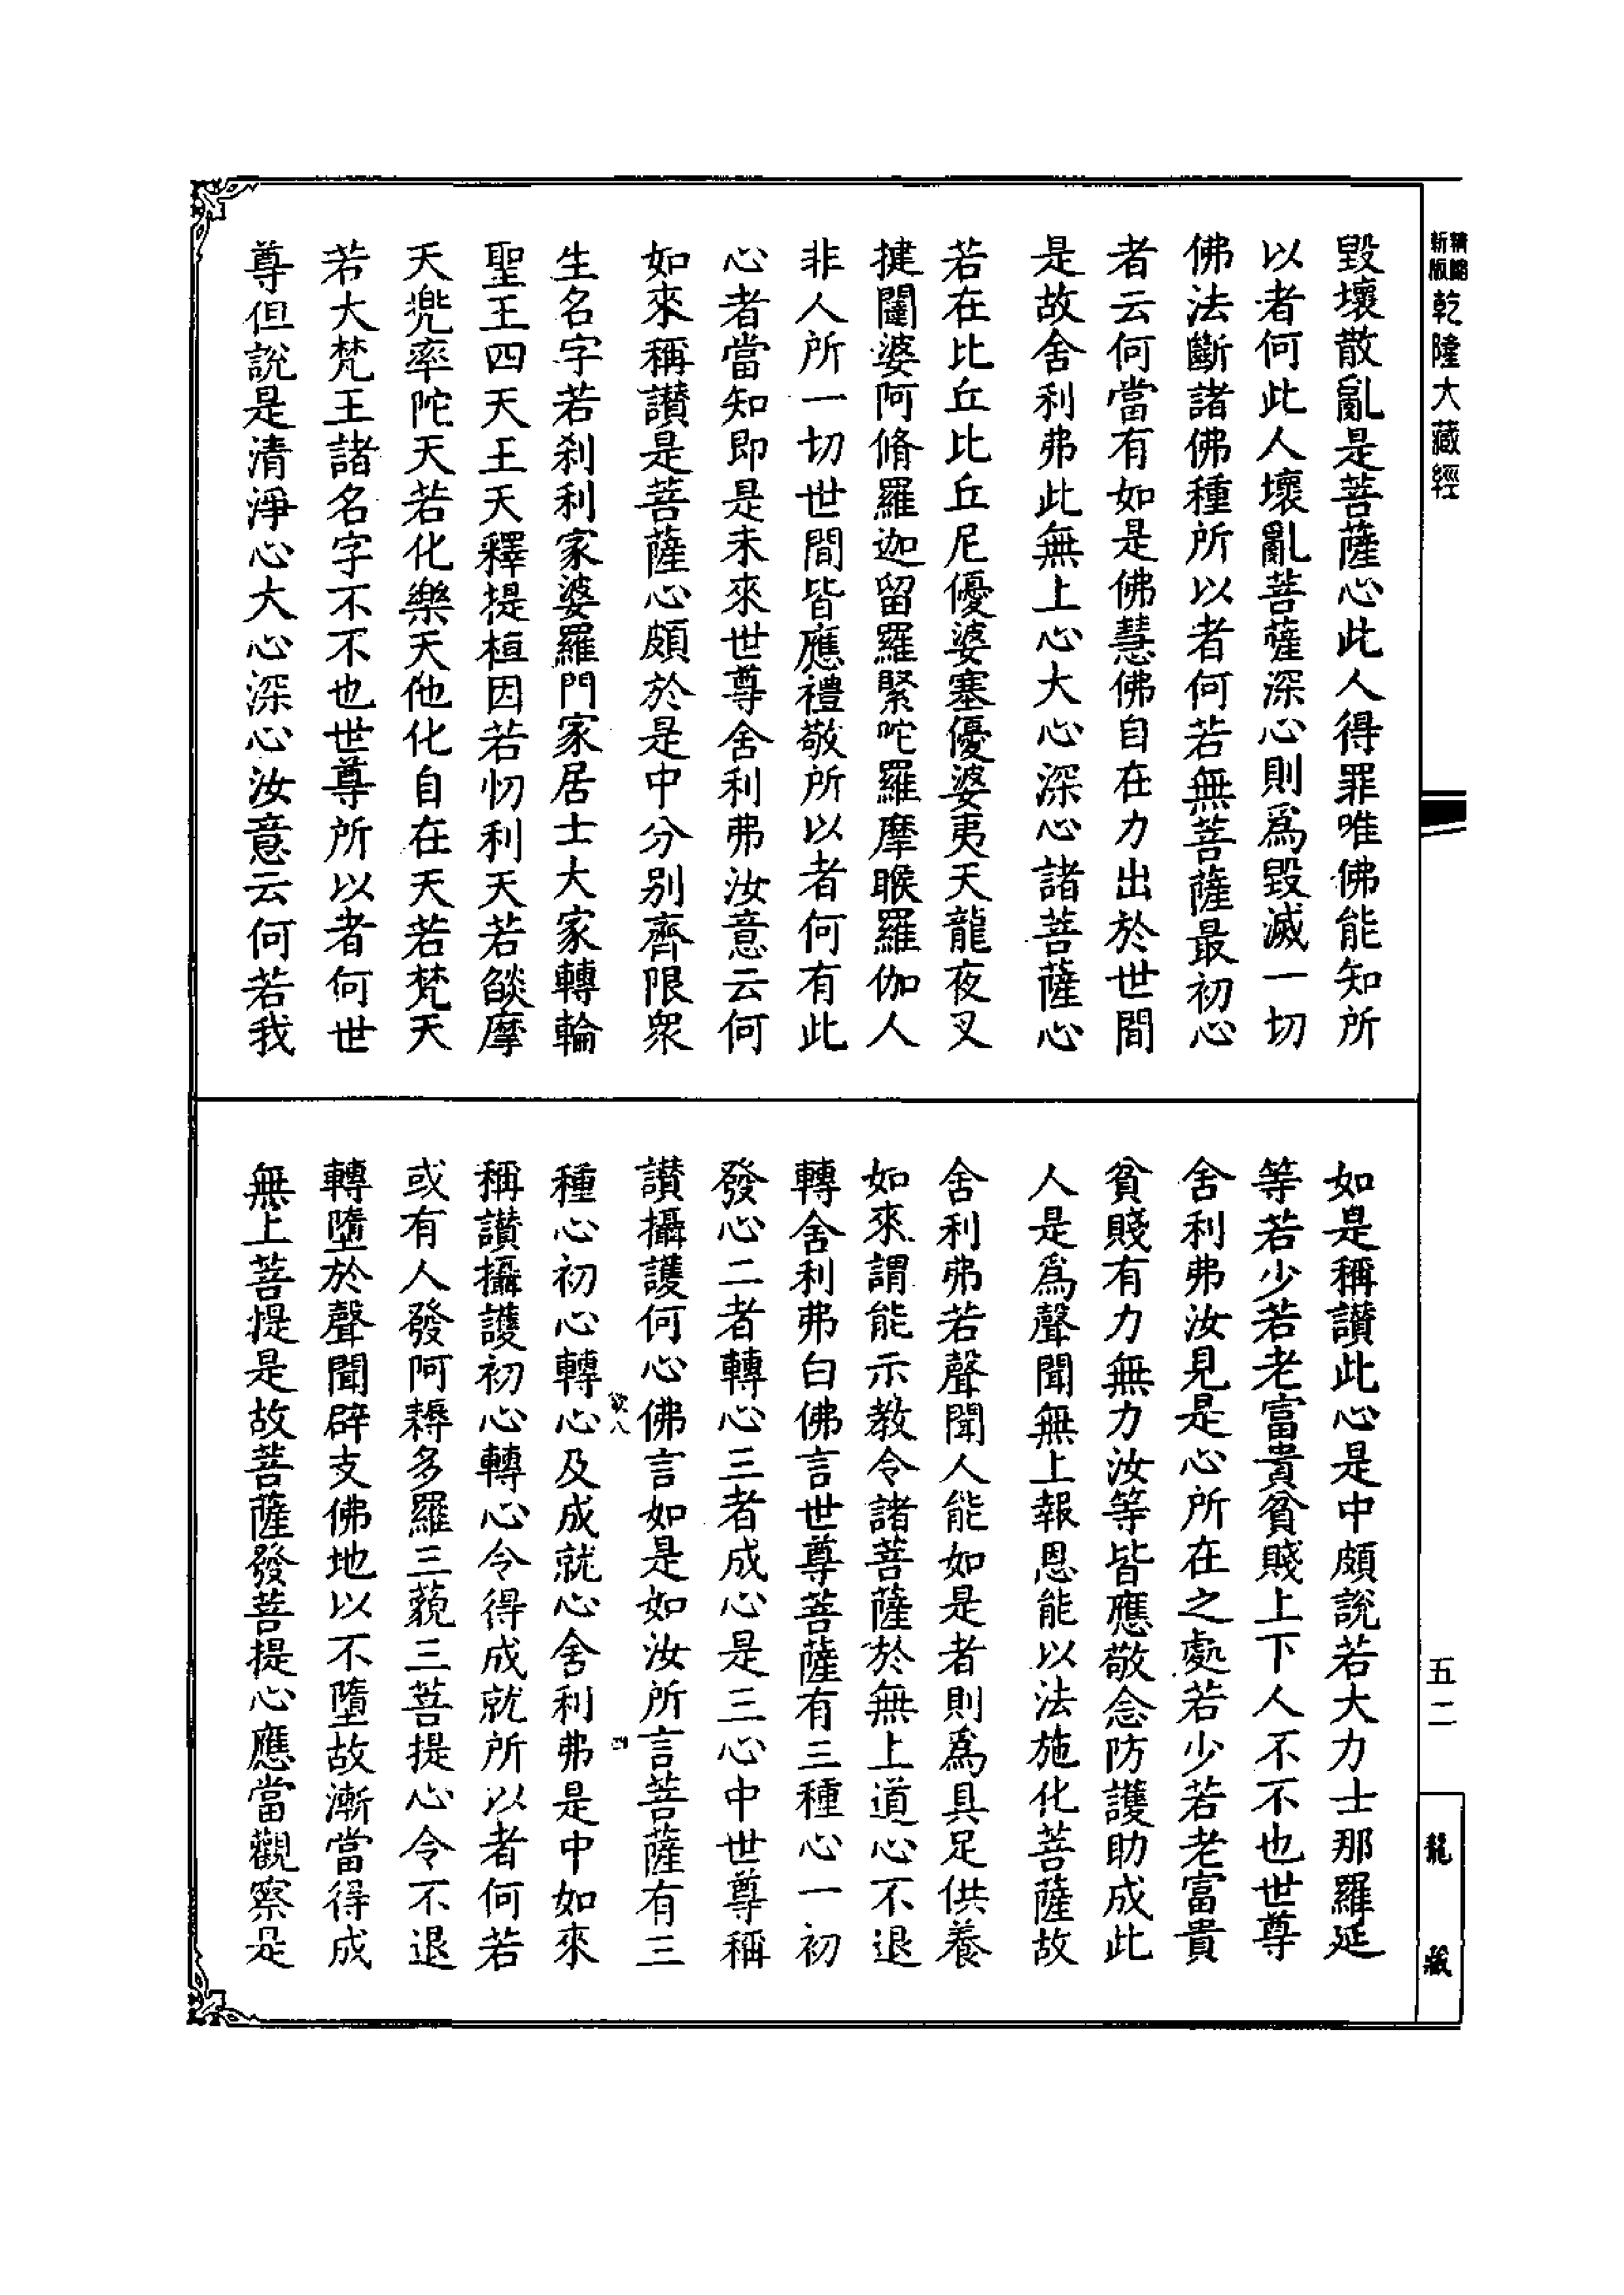 新版精縮乾隆大藏經
毀壞散亂是菩薩心此人得罪唯佛能知所
以者何此人壞亂菩薩深心則爲毀滅一切
佛法斷諸佛種所以者何若無菩薩最初心
者云何當有如是佛慧佛自在力出於世間
是故舍利弗此無上心大心深心諸菩薩心
若在比丘比丘尼優婆塞優婆夷天龍夜叉
揵闥婆阿脩羅迦留羅緊陀羅摩睺羅伽人
非人所一切世間皆應禮敬所以者何有此
心者當知即是未來世尊舍利弗汝意云何
如來稱讃是菩薩心頗於是中分別齊限衆
生名字若刹利家婆羅門家居士大家轉輪
聖王四天王天釋提桓因若忉利天若燄摩
天兜率陀天若化樂天他化自在天若梵天
若大梵王諸名字不不也世尊所以者何世
尊但說是清淨心大心深心汝意云何若我
如是稱讃此心是中頗說若大力士那羅延
等若少若老富貴貧賤上下人不不也世尊
舍利弗汝見是心所在之處若少若老富貴
貧賤有力無力汝等皆應敬念防護助成此
人是爲聲聞無上報恩能以法施化菩薩故
舍利弗若聲聞人能如是者則爲具足供養
如來謂能示教令諸菩薩於無上道心不退
轉舍利弗白佛言世尊菩薩有三種心一初
發心二者轉心三者成心是三心中世尊稱
讃攝護何心佛言如是如汝所言菩薩有三
種心初心轉心及成就心舍利弗是中如來
稱讃攝護初心轉心令得成就所以者何若
或有人發阿耨多羅三藐三菩提心令不退
轉墮於聲聞辟支佛地以不墮故漸當得成
無上菩提是故菩薩發菩提心應當觀察是
五二
龍藏